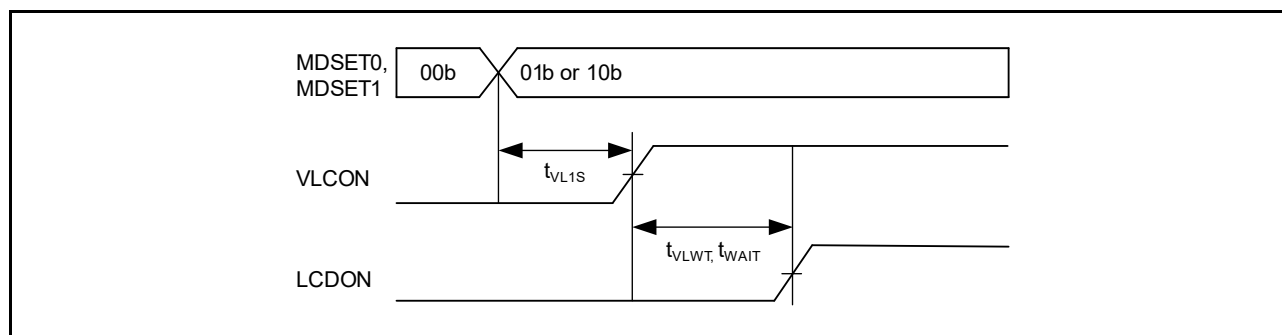 MDSET0,
MDSET1
00b
01b or 10b
tVL1S
VLCON
tVLWT, tWAIT
LCDON